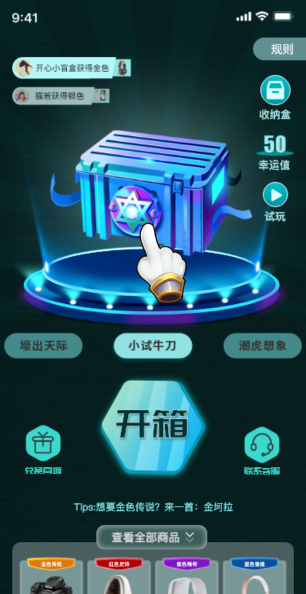 9:41
规则
开心小盲盒获得金色
猫爸获得银色
收纳盒
50
幸运值
试玩
壕出天际
小试牛刀
潮虎想象
开箱
兑换商城
联系客服
Tips:想要金色传说？来一首：金坷拉
查看全部商品
金色传说
红色史诗
紫色稀有
蓝色高级